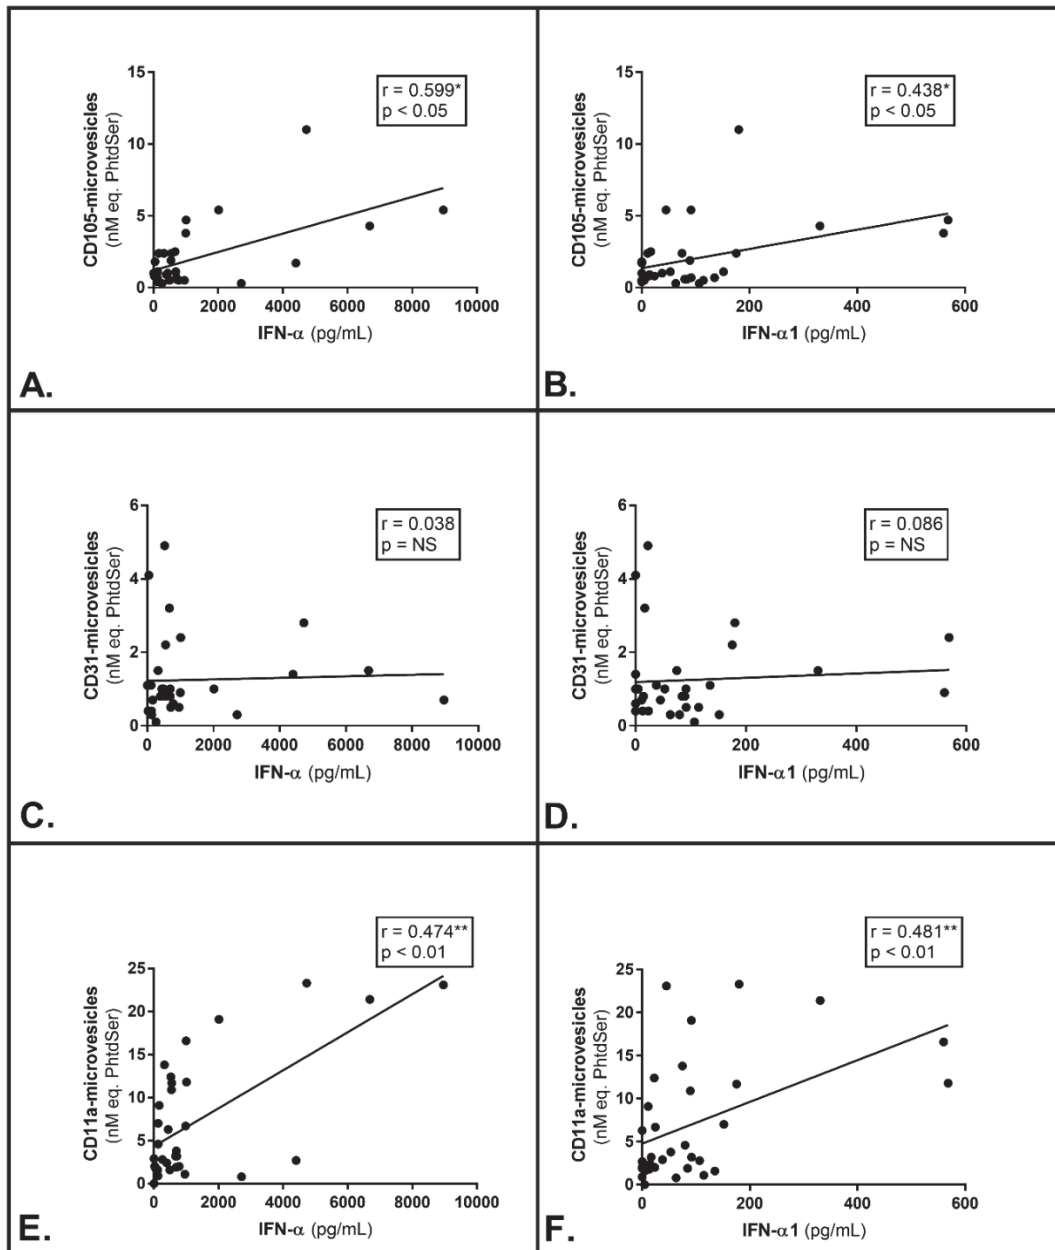 15
10
5
0
CD105-microvesicles
(nM eq. PhtdSer)
r = 0.599*
p < 0.05
0 2000 4000 6000 8000 10000
IFN-α (pg/mL)
A.
15
10
5
0
CD105-microvesicles
(nM eq. PhtdSer)
r = 0.438*
p < 0.05
0 200 400 600
IFN-α1 (pg/mL)
B.
6
4
2
0
CD31-microvesicles
(nM eq. PhtdSer)
r = 0.038
p = NS
0 2000 4000 6000 8000 10000
IFN-α (pg/mL)
C.
6
4
2
0
CD31-microvesicles
(nM eq. PhtdSer)
r = 0.086
p = NS
0 200 400 600
IFN-α1 (pg/mL)
D.
25
20
15
10
5
0
CD11a-microvesicles
(nM eq. PhtdSer)
r = 0.474**
p < 0.01
0 2000 4000 6000 8000 10000
IFN-α (pg/mL)
E.
25
20
15
10
5
0
CD11a-microvesicles
(nM eq. PhtdSer)
r = 0.481**
p < 0.01
0 200 400 600
IFN-α1 (pg/mL)
F.